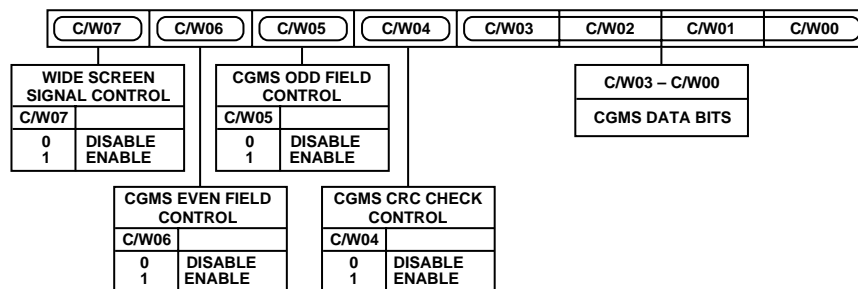 C/W07 C/W06 C/W05 C/W04 C/W03 C/W02 C/W01 C/W00
WIDE SCREEN
SIGNAL CONTROL
C/W07
0 DISABLE
1 ENABLE
CGMS ODD FIELD
CONTROL
C/W05
0 DISABLE
1 ENABLE
C/W03 – C/W00
CGMS DATA BITS
CGMS EVEN FIELD
CONTROL
C/W06
0 DISABLE
1 ENABLE
CGMS CRC CHECK
CONTROL
C/W04
0 DISABLE
1 ENABLE